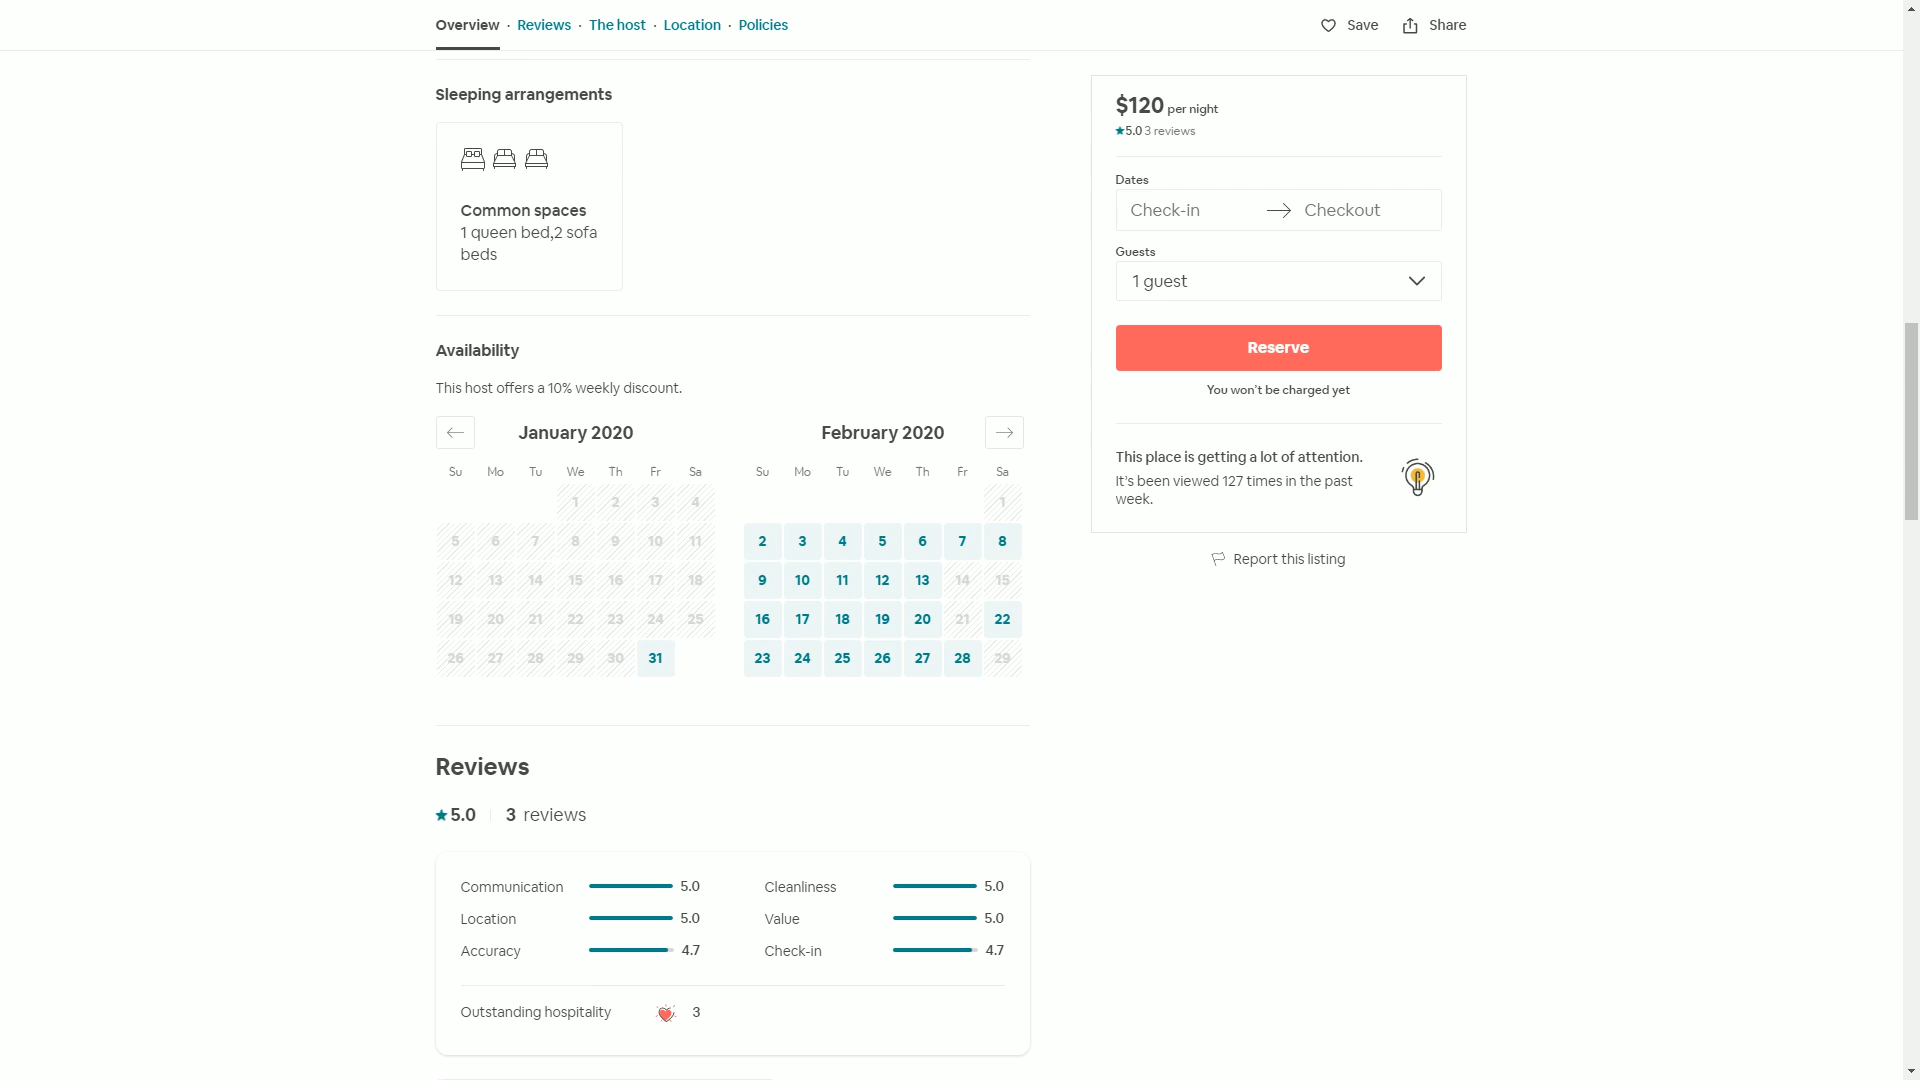 Overview · Reviews · The host · Location · Policies
Save
Share
Sleeping arrangements
Common spaces
1 queen bed,2 sofa
beds
Availability
This host offers a 10% weekly discount.
January 2020
Su Mo Tu We Th Fr Sa
1 2 3 4
5 6 7 8 9 10 11
12 13 14 15 16 17 18
19 20 21 22 23 24 25
26 27 28 29 30 31
February 2020
Su Mo Tu We Th Fr Sa
1
2 3 4 5 6 7 8
9 10 11 12 13 14 15
16 17 18 19 20 21 22
23 24 25 26 27 28 29
Reviews
5.0 3 reviews
Communication 5.0
Cleanliness 5.0
Location 5.0
Value 5.0
Accuracy 4.7
Check-in 4.7
Outstanding hospitality 3
$120 per night
5.0 3 reviews
Dates
Check-in Checkout
Guests
1 guest
Reserve
You won't be charged yet
This place is getting a lot of attention.
It's been viewed 127 times in the past
week.
Report this listing